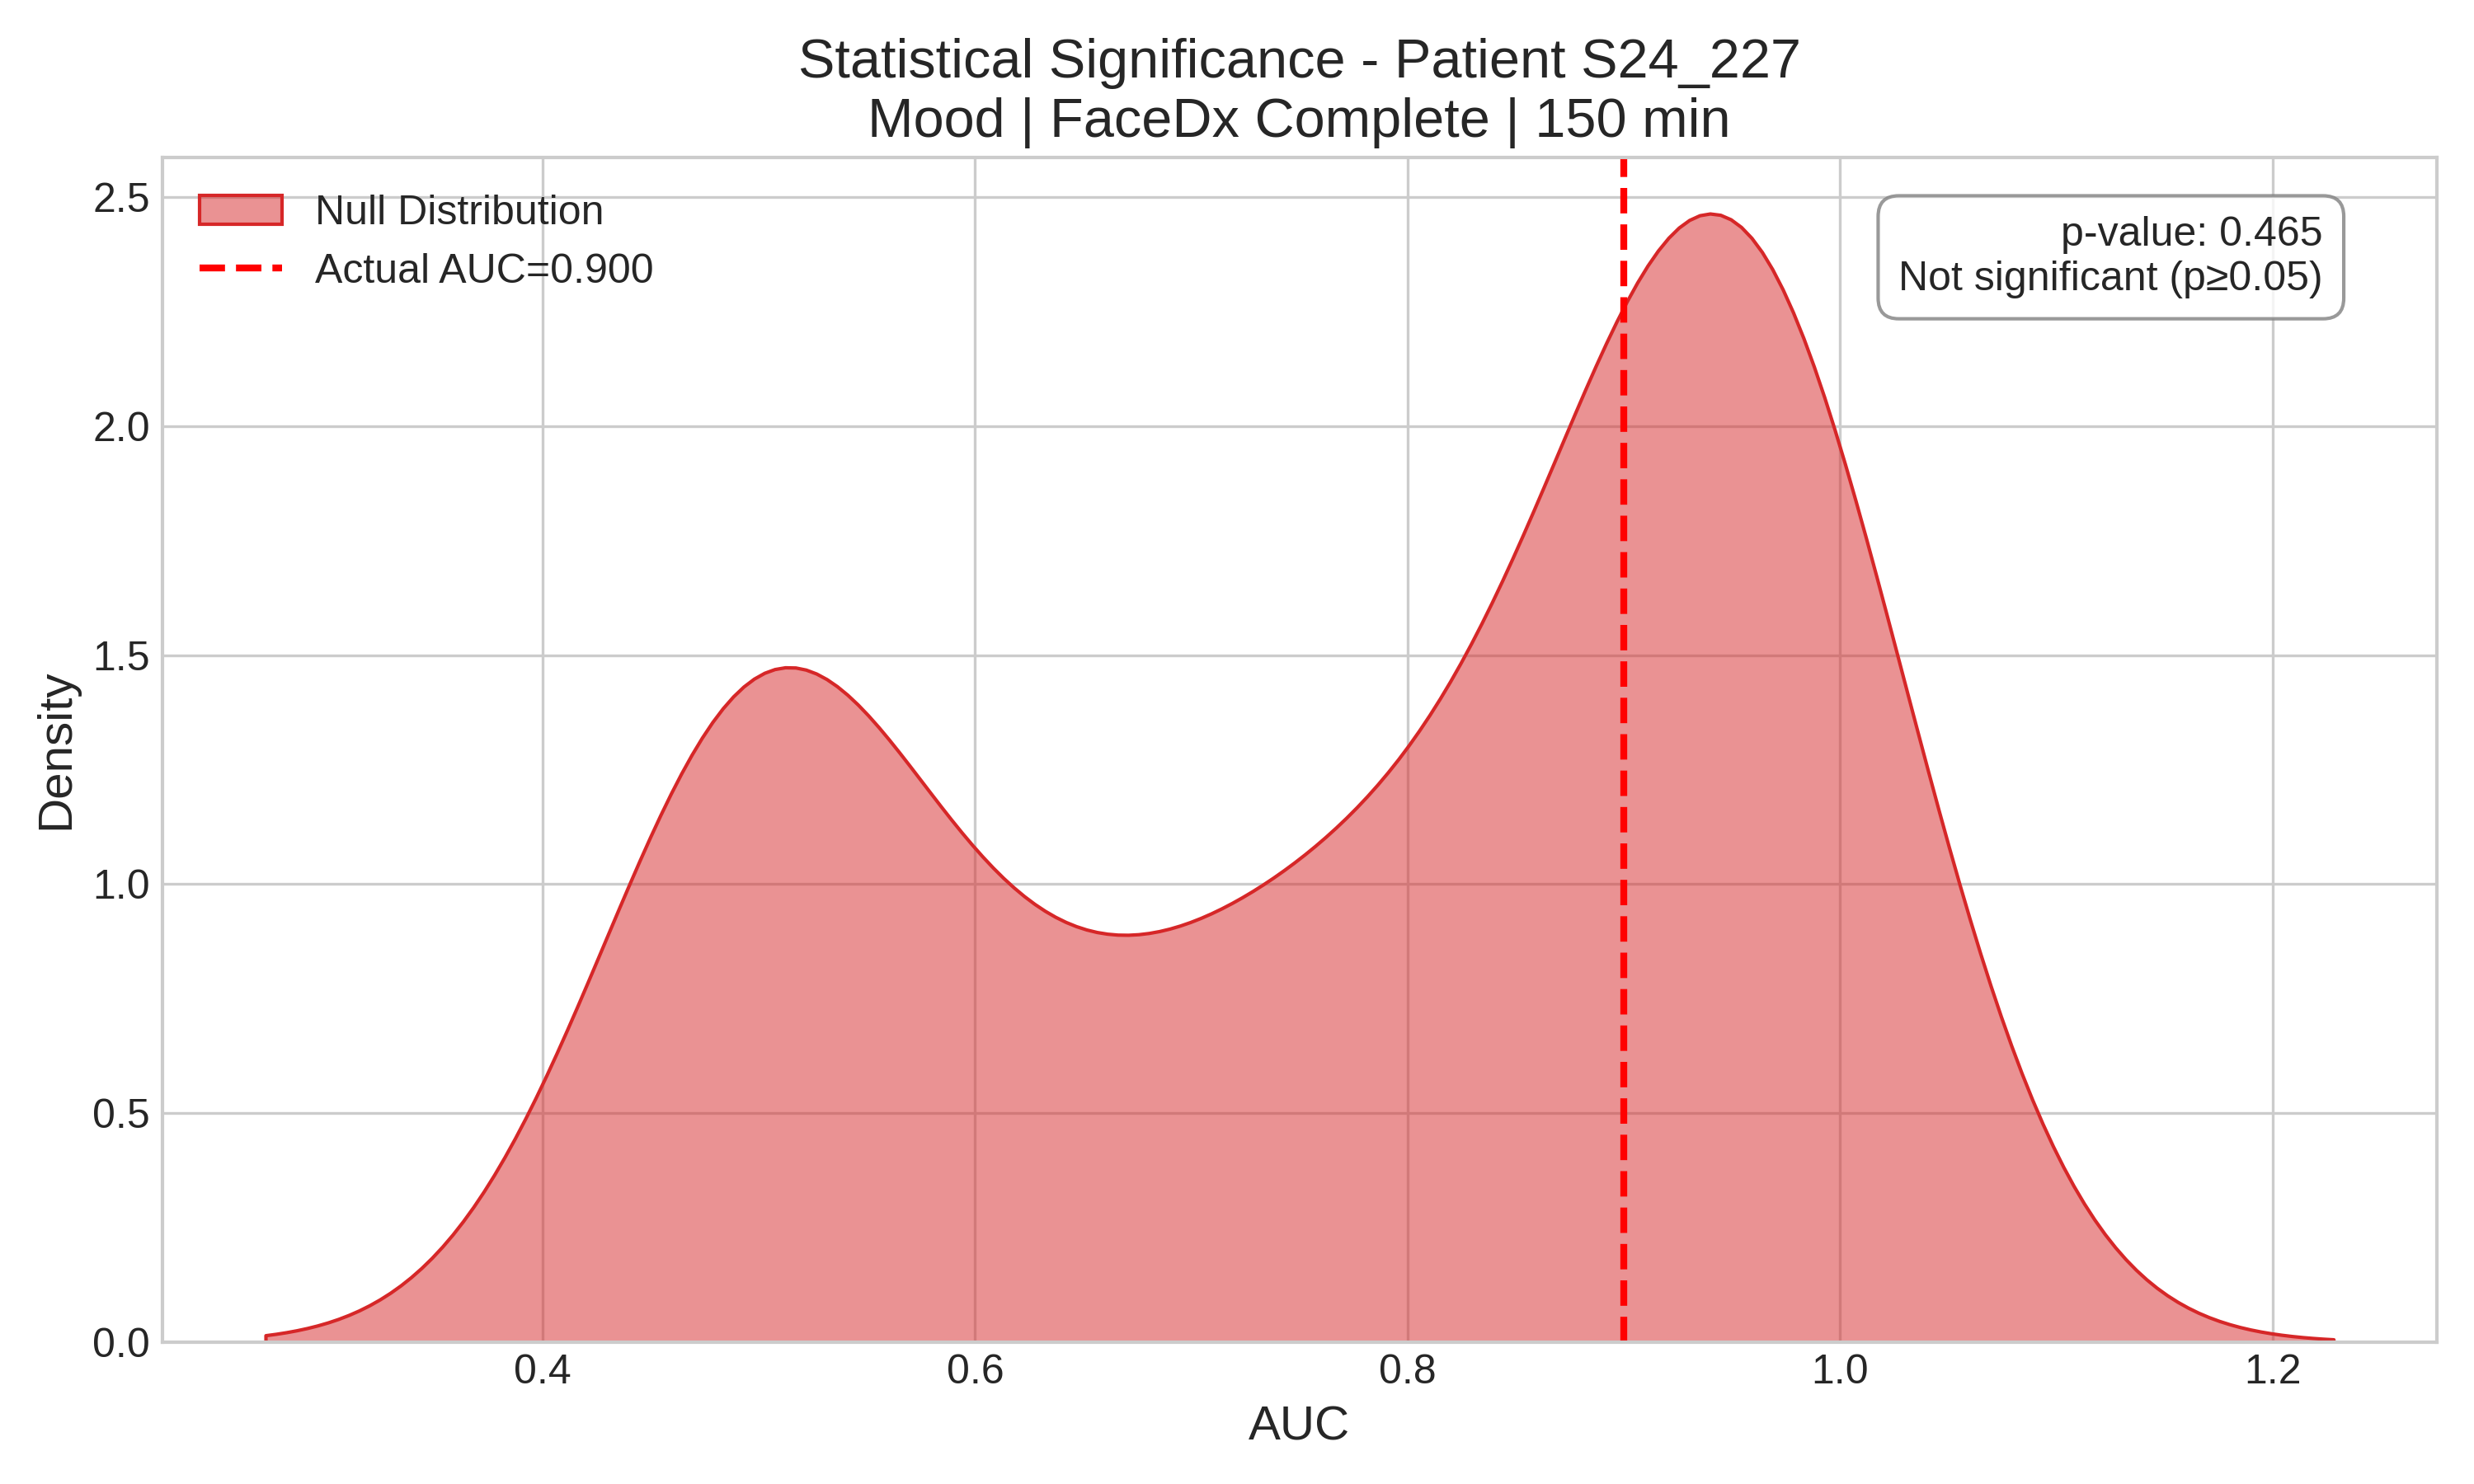 Statistical Significance - Patient S24_227
Mood | FaceDx Complete | 150 min
Null Distribution
Actual AUC=0.900
p-value: 0.465
Not significant (p≥0.05)
Density
2.5
2.0
1.5
1.0
0.5
0.0
0.4 0.6 0.8 1.0 1.2
AUC